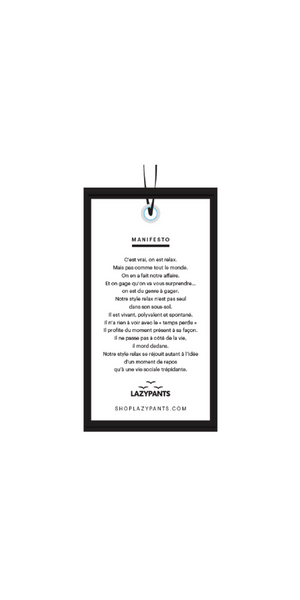 MANIFESTO
C'est vrai, on est relax.
Mais pas comme tout le monde.
On en a fait notre affaire.
Et on gage qu'on va vous surprendre...
on est du genre à gager.
Notre style relax n'est pas seul
dans son sous-sol.
Il est vivant, polyvalent et spontané.
Il n'a rien à voir avec le « temps perdu »
Il profite du moment présent à sa façon.
Il ne passe pas à côté de la vie,
il mord dedans.
Notre style relax se réjouit autant à l'idée
d'un moment de repos
qu'à une vie sociale trépidante.
LAZYPANTS
SHOPLAZYPANTS.COM